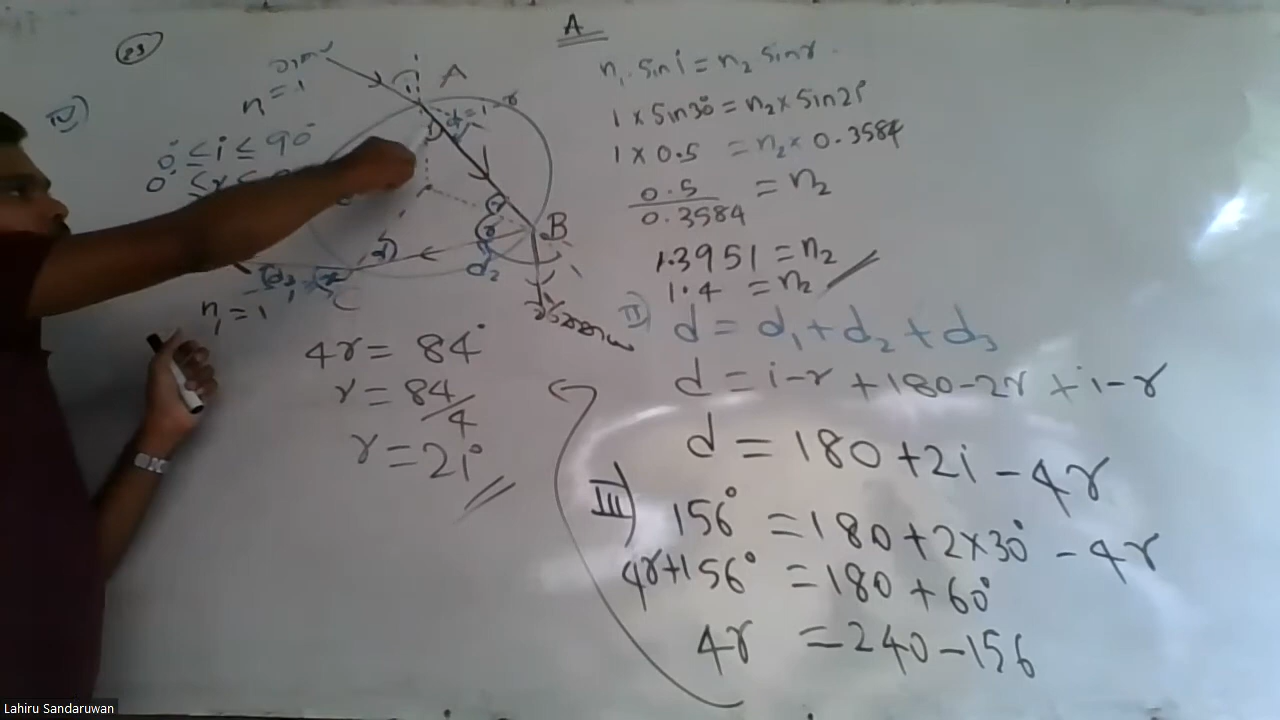 A
23
IV)
n=1
0° ≤ i ≤ 90°
A
i
d₁=i-r
B
d₂
C
n₁=1
n₁ sini = n₂ sinr
1 x sin30° = n₂ x sin21°
1 x 0.5 = n₂ x 0.3584
0.5/0.3584 = n₂
1.3951 = n₂
1.4 = n₂
II) d = d₁ + d₂ + d₃
d = i-r + 180-2r + i-r
d = 180 + 2i - 4r
III) 156° = 180 + 2x30° - 4r
4r+156° = 180 + 60°
4r = 240-156
4r = 84°
r = 84/4
r = 21°
Lahiru Sandaruwan